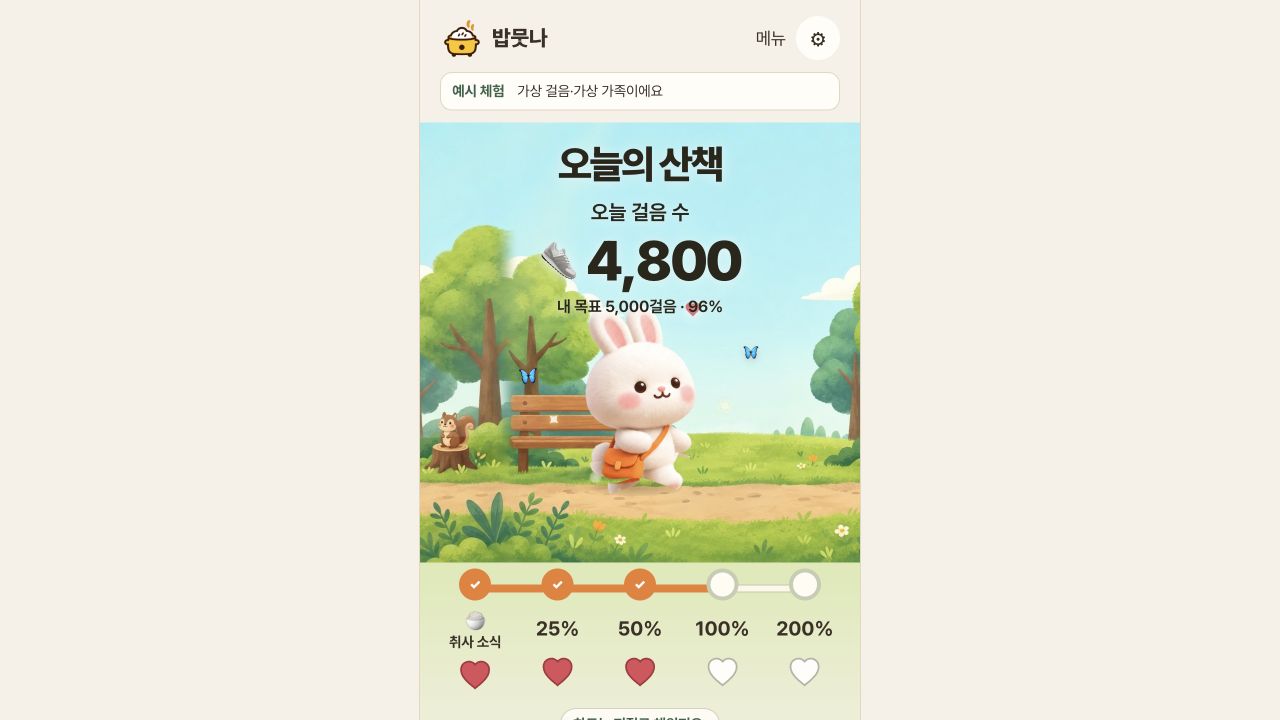 밥뭇나
메뉴
예시 체험 가상 걸음·가상 가족이에요
오늘의 산책
오늘 걸음 수
4,800
내 목표 5,000걸음 · 96%
취사 소식 25% 50% 100% 200%